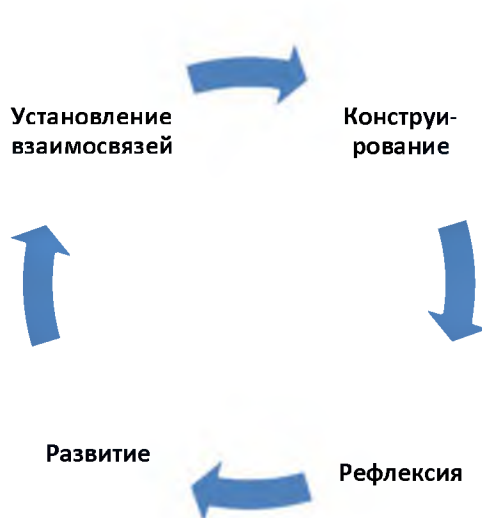 Установление
взаимосвязей
Конструи-
рование
Развитие
Рефлексия